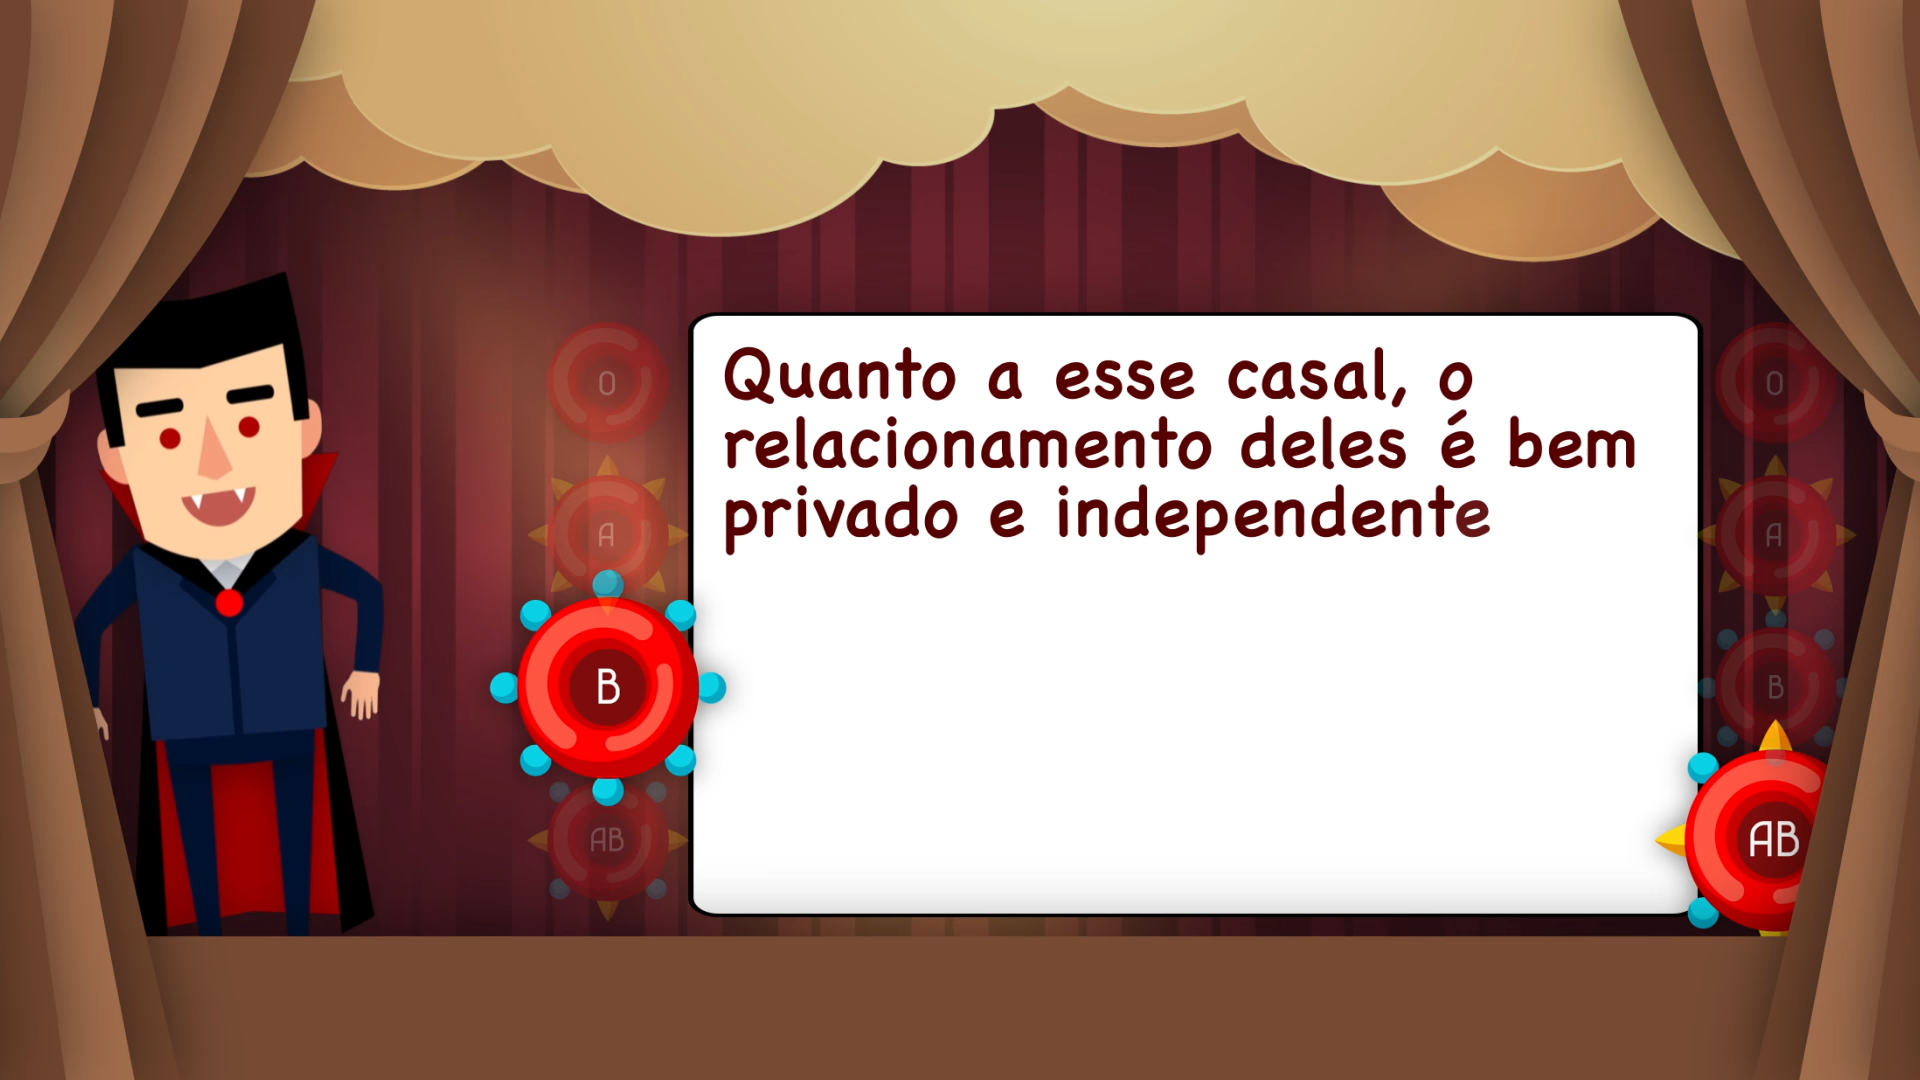 Quanto a esse casal, o
relacionamento deles é bem
privado e independente
O
A
B
AB
O
A
B
AB